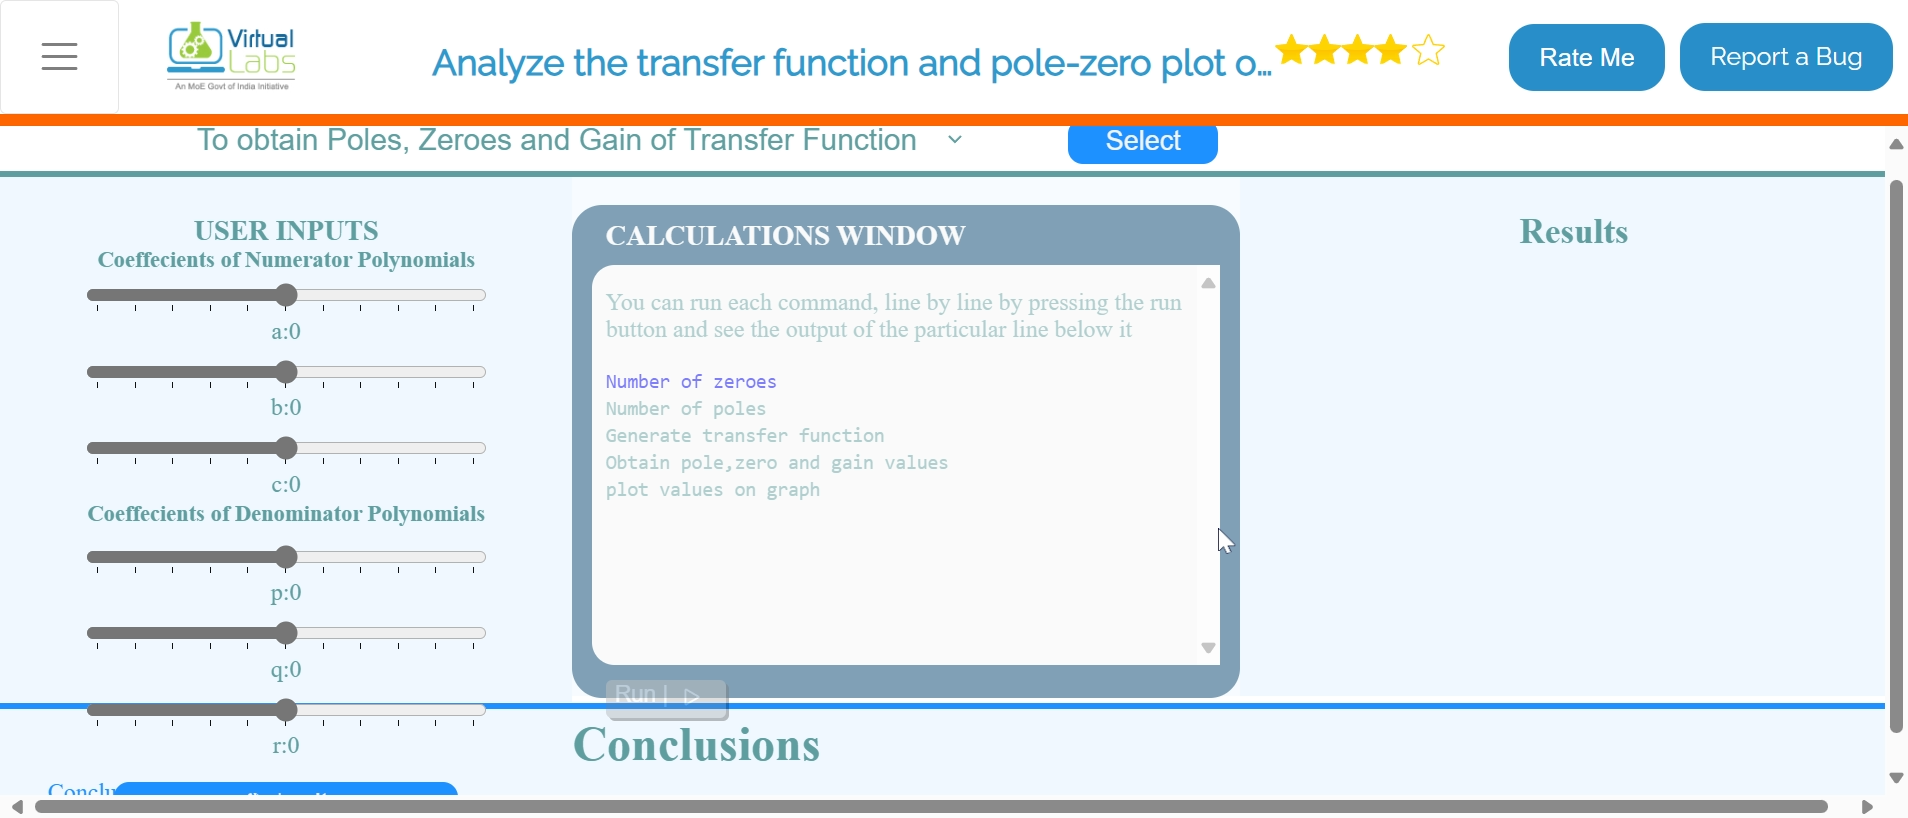 Virtual
Labs
An MoE Govt of India Initiative
Analyze the transfer function and pole-zero plot o...
Rate Me
Report a Bug
To obtain Poles, Zeroes and Gain of Transfer Function
Select
USER INPUTS
Coeffecients of Numerator Polynomials
a:0
b:0
c:0
Coeffecients of Denominator Polynomials
p:0
q:0
r:0
CALCULATIONS WINDOW
You can run each command, line by line by pressing the run
button and see the output of the particular line below it
Number of zeroes
Number of poles
Generate transfer function
Obtain pole,zero and gain values
plot values on graph
Run |
Results
Conclusions